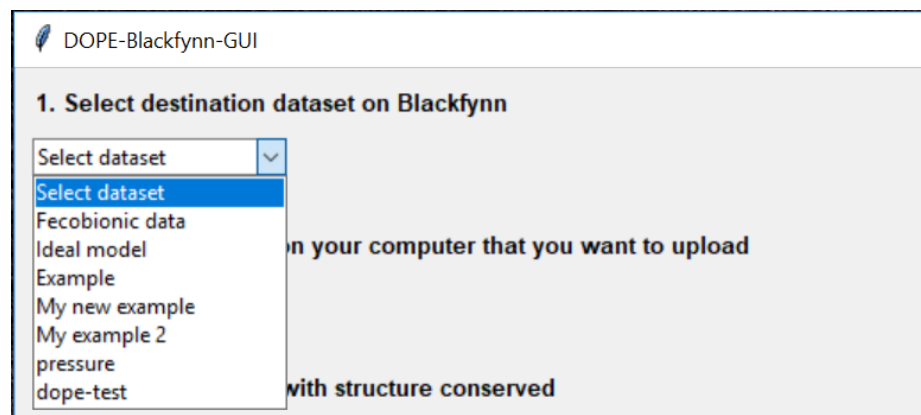 DOPE-Blackfynn-GUI
1. Select destination dataset on Blackfynn
Select dataset
Select dataset
Fecobionic data
Ideal model
on your computer that you want to upload
Example
My new example
My example 2
pressure
dope-test
with structure conserved